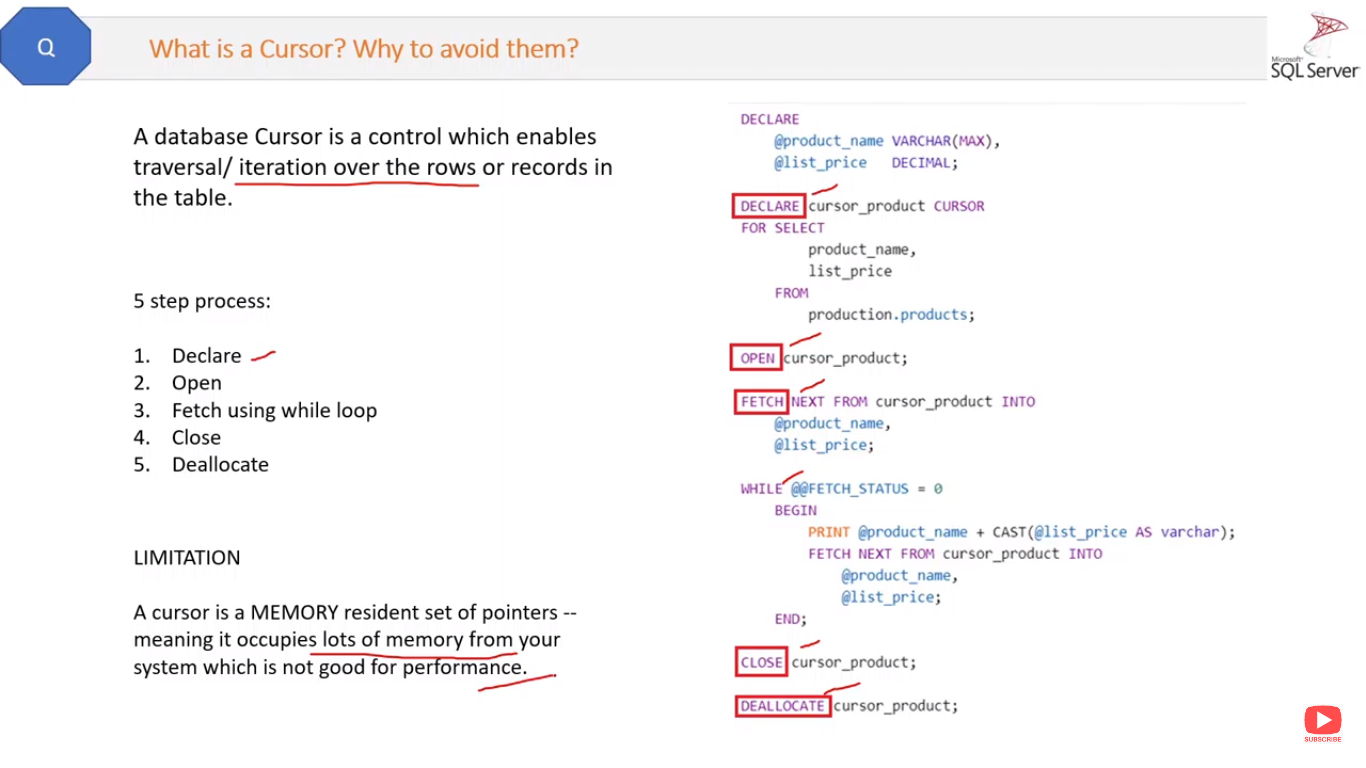 Q
What is a Cursor? Why to avoid them?
Microsoft®
SQL Server
A database Cursor is a control which enables
traversal/ iteration over the rows or records in
the table.
5 step process:
1. Declare
2. Open
3. Fetch using while loop
4. Close
5. Deallocate
LIMITATION
A cursor is a MEMORY resident set of pointers --
meaning it occupies lots of memory from your
system which is not good for performance.
DECLARE
@product_name VARCHAR(MAX),
@list_price DECIMAL;
DECLARE cursor_product CURSOR
FOR SELECT
product_name,
list_price
FROM
production.products;
OPEN cursor_product;
FETCH NEXT FROM cursor_product INTO
@product_name,
@list_price;
WHILE @@FETCH_STATUS = 0
BEGIN
PRINT @product_name + CAST(@list_price AS varchar);
FETCH NEXT FROM cursor_product INTO
@product_name,
@list_price;
END;
CLOSE cursor_product;
DEALLOCATE cursor_product;
SUBSCRIBE